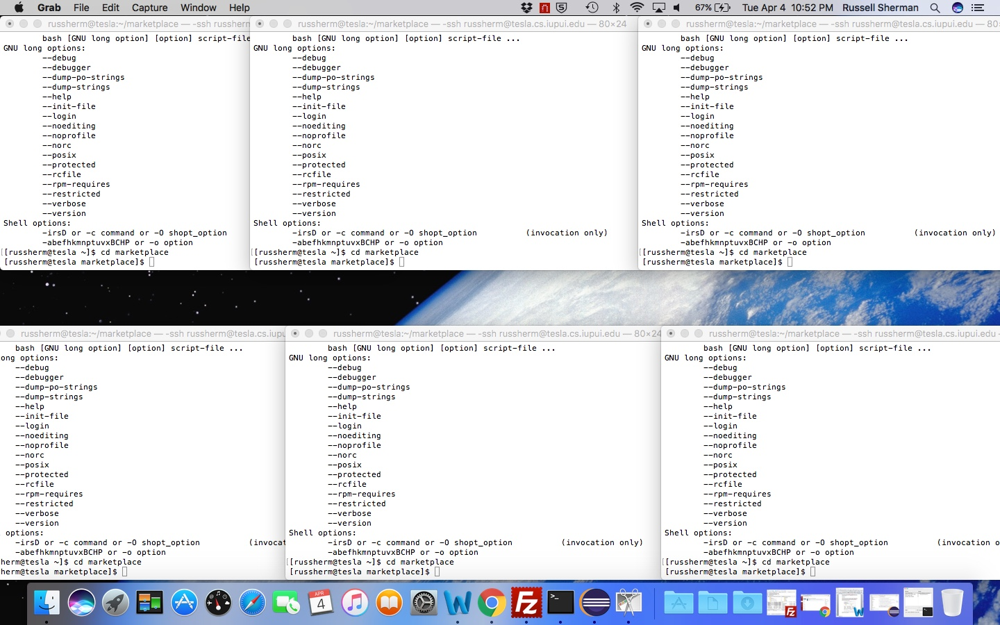 Grab File Edit Capture Window Help 67% Tue Apr 4 10:52 PM Russell Sherman
russherm@tesla:~/marketplace — -ssh russherm
bash [GNU long option] [option] script-file
GNU long options:
--debug
--debugger
--dump-po-strings
--dump-strings
--help
--init-file
--login
--noediting
--noprofile
--norc
--posix
--protected
--rcfile
--rpm-requires
--restricted
--verbose
--version
Shell options:
-irsD or -c command or -O shopt_option
-abefhkmnptuvxBCHP or -o option
[[russherm@tesla ~]$ cd marketplace
[russherm@tesla marketplace]$
russherm@tesla:~/marketplace — -ssh russherm@tesla.cs.iupui.edu — 80×24
bash [GNU long option] [option] script-file ...
GNU long options:
--debug
--debugger
--dump-po-strings
--dump-strings
--help
--init-file
--login
--noediting
--noprofile
--norc
--posix
--protected
--rcfile
--rpm-requires
--restricted
--verbose
--version
Shell options:
-irsD or -c command or -O shopt_option (invocation only)
-abefhkmnptuvxBCHP or -o option
[[russherm@tesla ~]$ cd marketplace
[russherm@tesla marketplace]$
russherm@tesla:~/marketplace — -ssh russherm@tesla.cs.iupui.edu — 80
bash [GNU long option] [option] script-file ...
GNU long options:
--debug
--debugger
--dump-po-strings
--dump-strings
--help
--init-file
--login
--noediting
--noprofile
--norc
--posix
--protected
--rcfile
--rpm-requires
--restricted
--verbose
--version
Shell options:
-irsD or -c command or -O shopt_option (invocation only)
-abefhkmnptuvxBCHP or -o option
[[russherm@tesla ~]$ cd marketplace
[russherm@tesla marketplace]$
russherm@tesla:~/marketplace — -ssh russherm@tesla.cs.iupu
bash [GNU long option] [option] script-file ...
ong options:
--debug
--debugger
--dump-po-strings
--dump-strings
--help
--init-file
--login
--noediting
--noprofile
--norc
--posix
--protected
--rcfile
--rpm-requires
--restricted
--verbose
--version
options:
-irsD or -c command or -O shopt_option (invocat
-abefhkmnptuvxBCHP or -o option
sherm@tesla ~]$ cd marketplace
herm@tesla marketplace]$
russherm@tesla:~/marketplace — -ssh russherm@tesla.cs.iupui.edu — 80×24
bash [GNU long option] [option] script-file ...
GNU long options:
--debug
--debugger
--dump-po-strings
--dump-strings
--help
--init-file
--login
--noediting
--noprofile
--norc
--posix
--protected
--rcfile
--rpm-requires
--restricted
--verbose
--version
Shell options:
-irsD or -c command or -O shopt_option (invocation only)
-abefhkmnptuvxBCHP or -o option
[[russherm@tesla ~]$ cd marketplace
[russherm@tesla marketplace]$
russherm@tesla:~/marketplace — -ssh russherm@tesla.cs.iupui.edu -
bash [GNU long option] [option] script-file ...
GNU long options:
--debug
--debugger
--dump-po-strings
--dump-strings
--help
--init-file
--login
--noediting
--noprofile
--norc
--posix
--protected
--rcfile
--rpm-requires
--restricted
--verbose
--version
Shell options:
-irsD or -c command or -O shopt_option (invocation o
-abefhkmnptuvxBCHP or -o option
[[russherm@tesla ~]$ cd marketplace
[russherm@tesla marketplace]$
APR
4